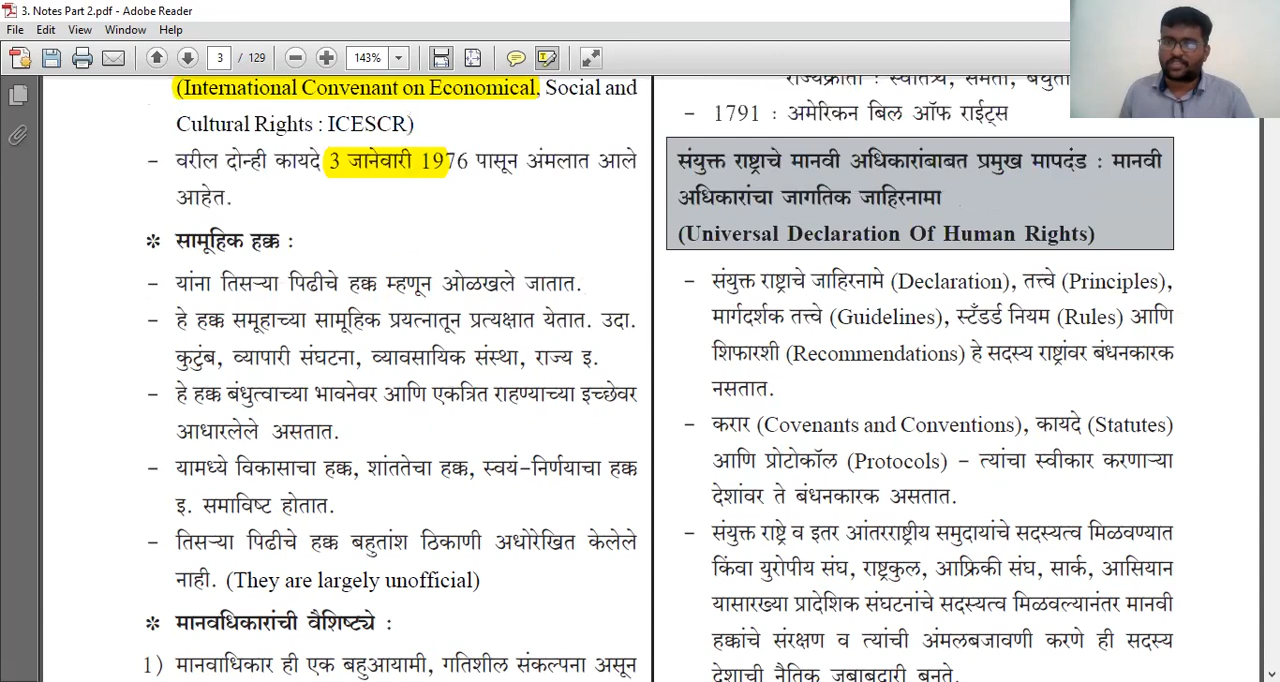 3. Notes Part 2.pdf - Adobe Reader
File Edit View Window Help
3 / 129 143%
(International Convenant on Economical, Social and
Cultural Rights : ICESCR)
- वरील दोन्ही कायदे 3 जानेवारी 1976 पासून अंमलात आले
आहेत.
* सामूहिक हक्क :
- यांना तिसऱ्या पिढीचे हक्क म्हणून ओळखले जातात.
- हे हक्क समूहाच्या सामूहिक प्रयत्नातून प्रत्यक्षात येतात. उदा.
कुटुंब, व्यापारी संघटना, व्यावसायिक संस्था, राज्य इ.
- हे हक्क बंधुत्वाच्या भावनेवर आणि एकत्रित राहण्याच्या इच्छेवर
आधारलेले असतात.
- यामध्ये विकासाचा हक्क, शांततेचा हक्क, स्वयं-निर्णयाचा हक्क
इ. समाविष्ट होतात.
- तिसऱ्या पिढीचे हक्क बहुतांश ठिकाणी अधोरेखित केलेले
नाही. (They are largely unofficial)
* मानवधिकारांची वैशिष्ट्ये :
1) मानवाधिकार ही एक बहुआयामी, गतिशील संकल्पना असून
राज्यक्रांती : स्वातंत्र्य, समता, बंधुता
- 1791 : अमेरिकन बिल ऑफ राईट्स
संयुक्त राष्ट्राचे मानवी अधिकारांबाबत प्रमुख मापदंड : मानवी
अधिकारांचा जागतिक जाहिरनामा
(Universal Declaration Of Human Rights)
- संयुक्त राष्ट्राचे जाहिरनामे (Declaration), तत्त्वे (Principles),
मार्गदर्शक तत्त्वे (Guidelines), स्टँडर्ड नियम (Rules) आणि
शिफारशी (Recommendations) हे सदस्य राष्ट्रांवर बंधनकारक
नसतात.
- करार (Covenants and Conventions), कायदे (Statutes)
आणि प्रोटोकॉल (Protocols) - त्यांचा स्वीकार करणाऱ्या
देशांवर ते बंधनकारक असतात.
- संयुक्त राष्ट्रे व इतर आंतरराष्ट्रीय समुदायांचे सदस्यत्व मिळवण्यात
किंवा युरोपीय संघ, राष्ट्रकुल, आफ्रिकी संघ, सार्क, आसियान
यासारख्या प्रादेशिक संघटनांचे सदस्यत्व मिळवल्यानंतर मानवी
हक्कांचे संरक्षण व त्यांची अंमलबजावणी करणे ही सदस्य
देशाची नैतिक जबाबदारी बनते.